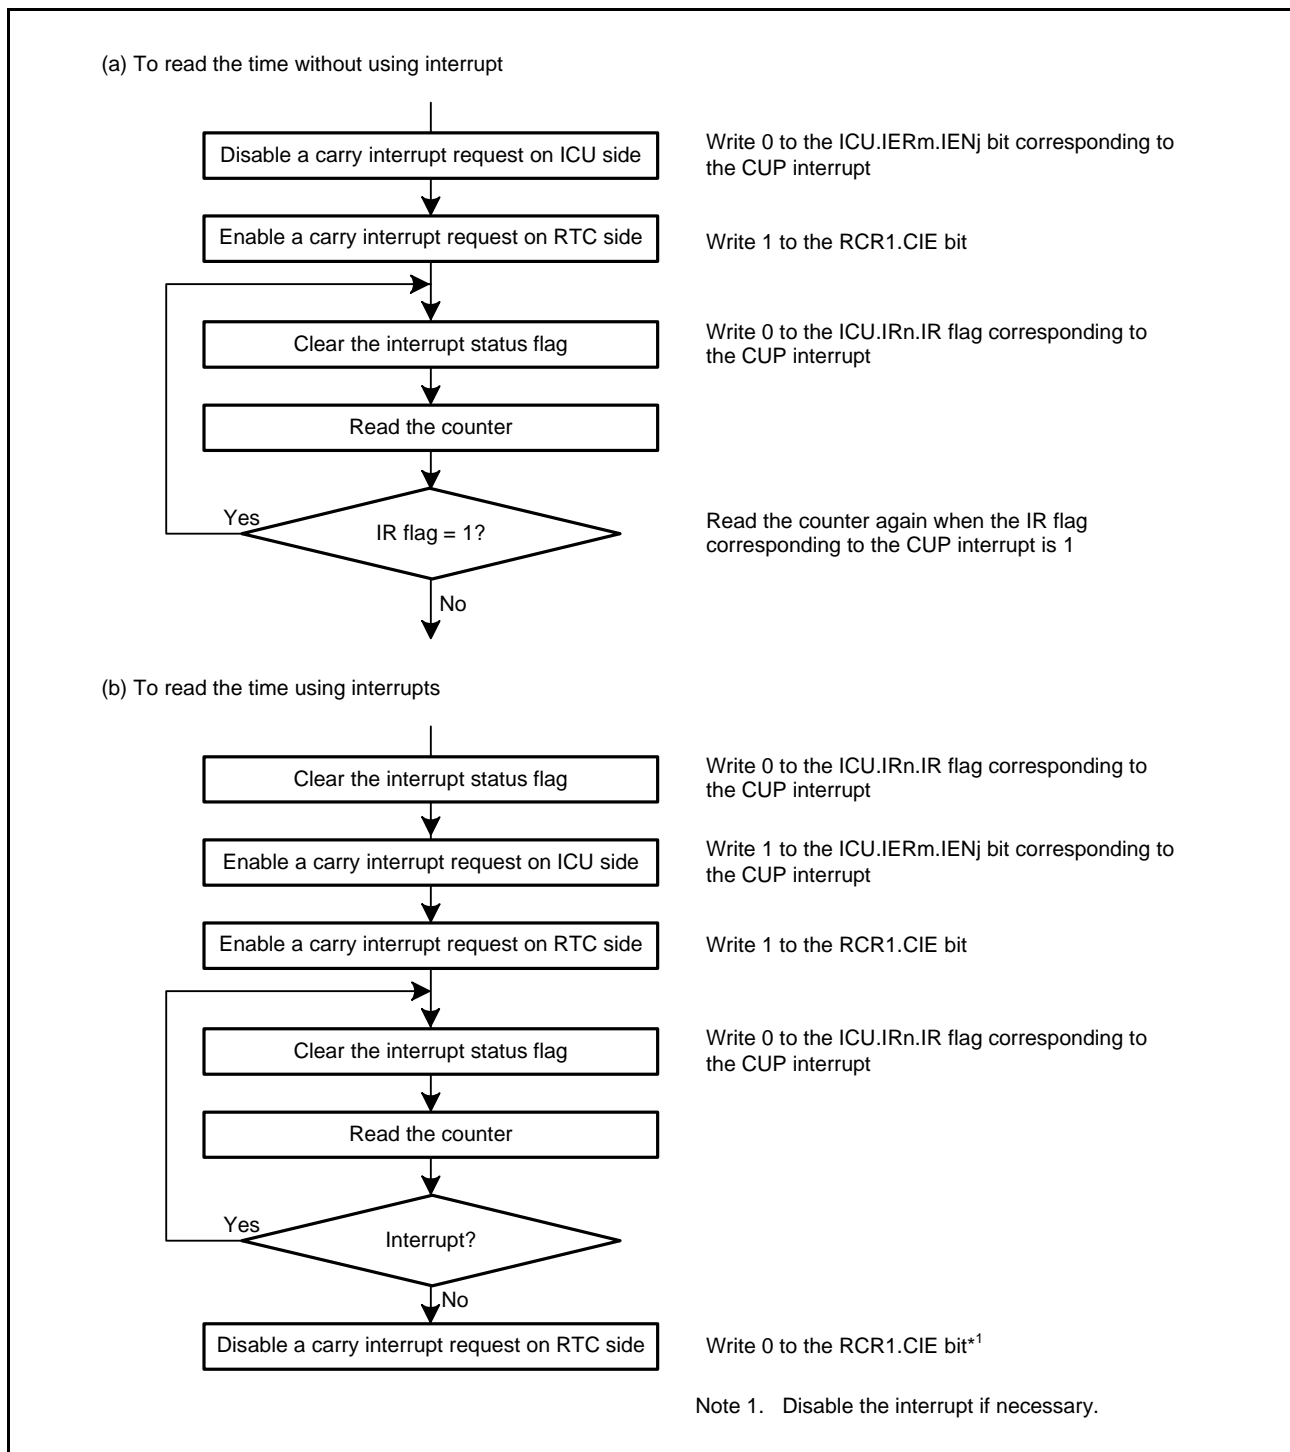 (a) To read the time without using interrupt
Disable a carry interrupt request on ICU side
Write 0 to the ICU.IERm.IENj bit corresponding to
the CUP interrupt
Enable a carry interrupt request on RTC side
Write 1 to the RCR1.CIE bit
Clear the interrupt status flag
Write 0 to the ICU.IRn.IR flag corresponding to
the CUP interrupt
Read the counter
Yes
IR flag = 1?
Read the counter again when the IR flag
corresponding to the CUP interrupt is 1
No
(b) To read the time using interrupts
Clear the interrupt status flag
Write 0 to the ICU.IRn.IR flag corresponding to
the CUP interrupt
Enable a carry interrupt request on ICU side
Write 1 to the ICU.IERm.IENj bit corresponding to
the CUP interrupt
Enable a carry interrupt request on RTC side
Write 1 to the RCR1.CIE bit
Clear the interrupt status flag
Write 0 to the ICU.IRn.IR flag corresponding to
the CUP interrupt
Read the counter
Yes
Interrupt?
No
Disable a carry interrupt request on RTC side
Write 0 to the RCR1.CIE bit*1
Note 1. Disable the interrupt if necessary.